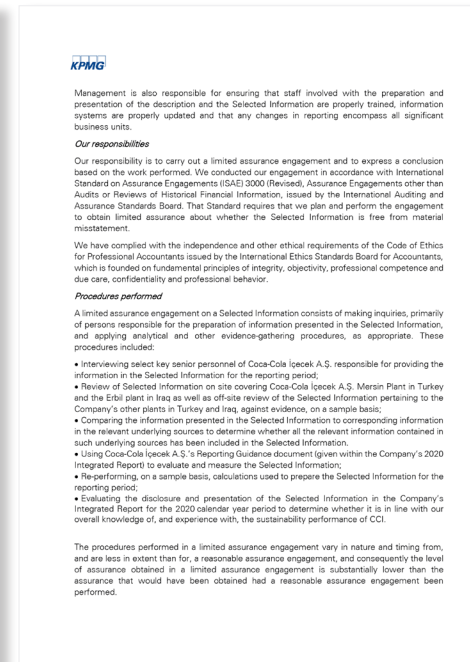 KPMG
Management is also responsible for ensuring that staff involved with the preparation and
presentation of the description and the Selected Information are properly trained, information
systems are properly updated and that any changes in reporting encompass all significant
business units.
Our responsibilities
Our responsibility is to carry out a limited assurance engagement and to express a conclusion
based on the work performed. We conducted our engagement in accordance with International
Standard on Assurance Engagements (ISAE) 3000 (Revised), Assurance Engagements other than
Audits or Reviews of Historical Financial Information, issued by the International Auditing and
Assurance Standards Board. That Standard requires that we plan and perform the engagement
to obtain limited assurance about whether the Selected Information is free from material
misstatement.
We have complied with the independence and other ethical requirements of the Code of Ethics
for Professional Accountants issued by the International Ethics Standards Board for Accountants,
which is founded on fundamental principles of integrity, objectivity, professional competence and
due care, confidentiality and professional behavior.
Procedures performed
A limited assurance engagement on a Selected Information consists of making inquiries, primarily
of persons responsible for the preparation of information presented in the Selected Information,
and applying analytical and other evidence-gathering procedures, as appropriate. These
procedures included:
• Interviewing select key senior personnel of Coca-Cola İçecek A.Ş. responsible for providing the
information in the Selected Information for the reporting period;
• Review of Selected Information on site covering Coca-Cola İçecek A.Ş. Mersin Plant in Turkey
and the Erbil plant in Iraq as well as off-site review of the Selected Information pertaining to the
Company's other plants in Turkey and Iraq, against evidence, on a sample basis;
• Comparing the information presented in the Selected Information to corresponding information
in the relevant underlying sources to determine whether all the relevant information contained in
such underlying sources has been included in the Selected Information.
• Using Coca-Cola İçecek A.Ş.'s Reporting Guidance document (given within the Company's 2020
Integrated Report) to evaluate and measure the Selected Information;
• Re-performing, on a sample basis, calculations used to prepare the Selected Information for the
reporting period;
• Evaluating the disclosure and presentation of the Selected Information in the Company's
Integrated Report for the 2020 calendar year period to determine whether it is in line with our
overall knowledge of, and experience with, the sustainability performance of CCI.
The procedures performed in a limited assurance engagement vary in nature and timing from,
and are less in extent than for, a reasonable assurance engagement, and consequently the level
of assurance obtained in a limited assurance engagement is substantially lower than the
assurance that would have been obtained had a reasonable assurance engagement been
performed.